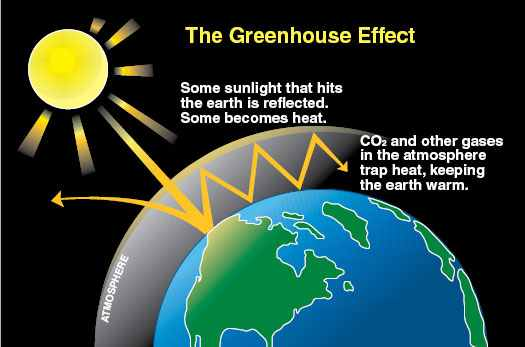 The Greenhouse Effect
Some sunlight that hits
the earth is reflected.
Some becomes heat.
CO₂ and other gases
in the atmosphere
trap heat, keeping
the earth warm.
ATMOSPHERE